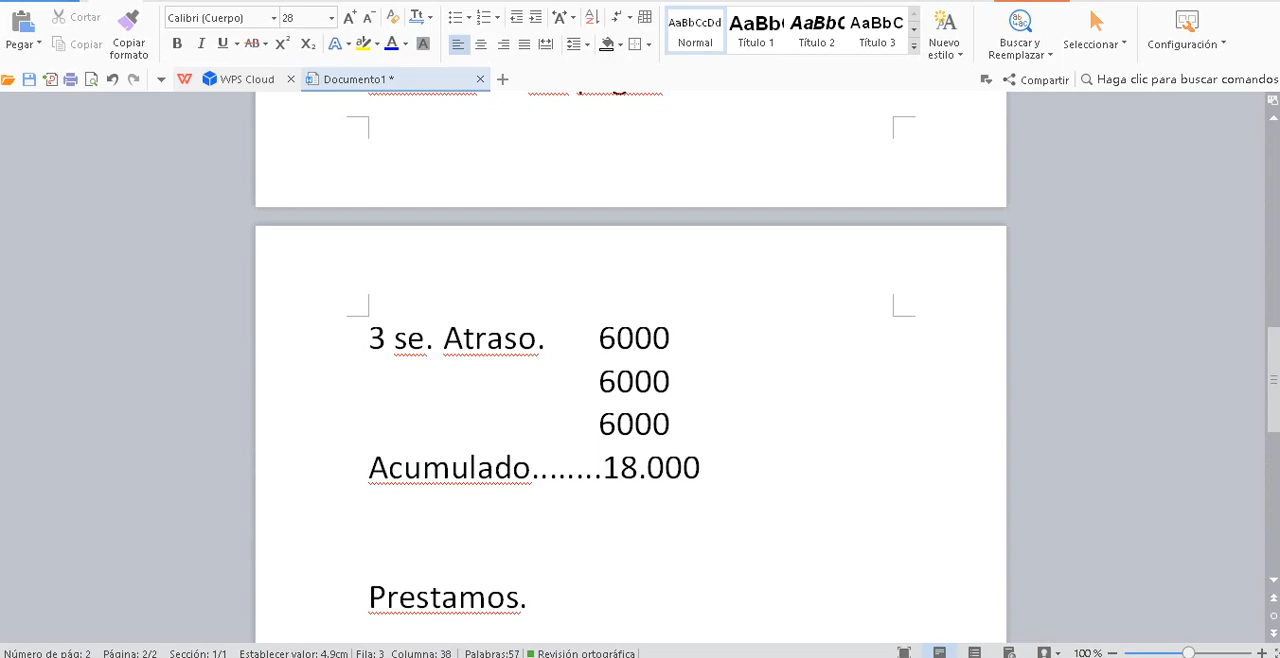 Calibri (Cuerpo) 28
Pegar Cortar Copiar Copiar formato
AaBbCcDd AaBb AaBb( AaBbC
Normal Título 1 Título 2 Título 3
Nuevo estilo Buscar y Reemplazar Seleccionar Configuración
WPS Cloud Documento1 * Compartir Haga clic para buscar comandos
3 se. Atraso. 6000
6000
6000
Acumulado........18.000
Prestamos.
Número de pág.: 2 Página: 2/2 Sección: 1/1 Establecer valor: 4.9cm Fila: 3 Columna: 38 Palabras:57 Revisión ortográfica 100 %